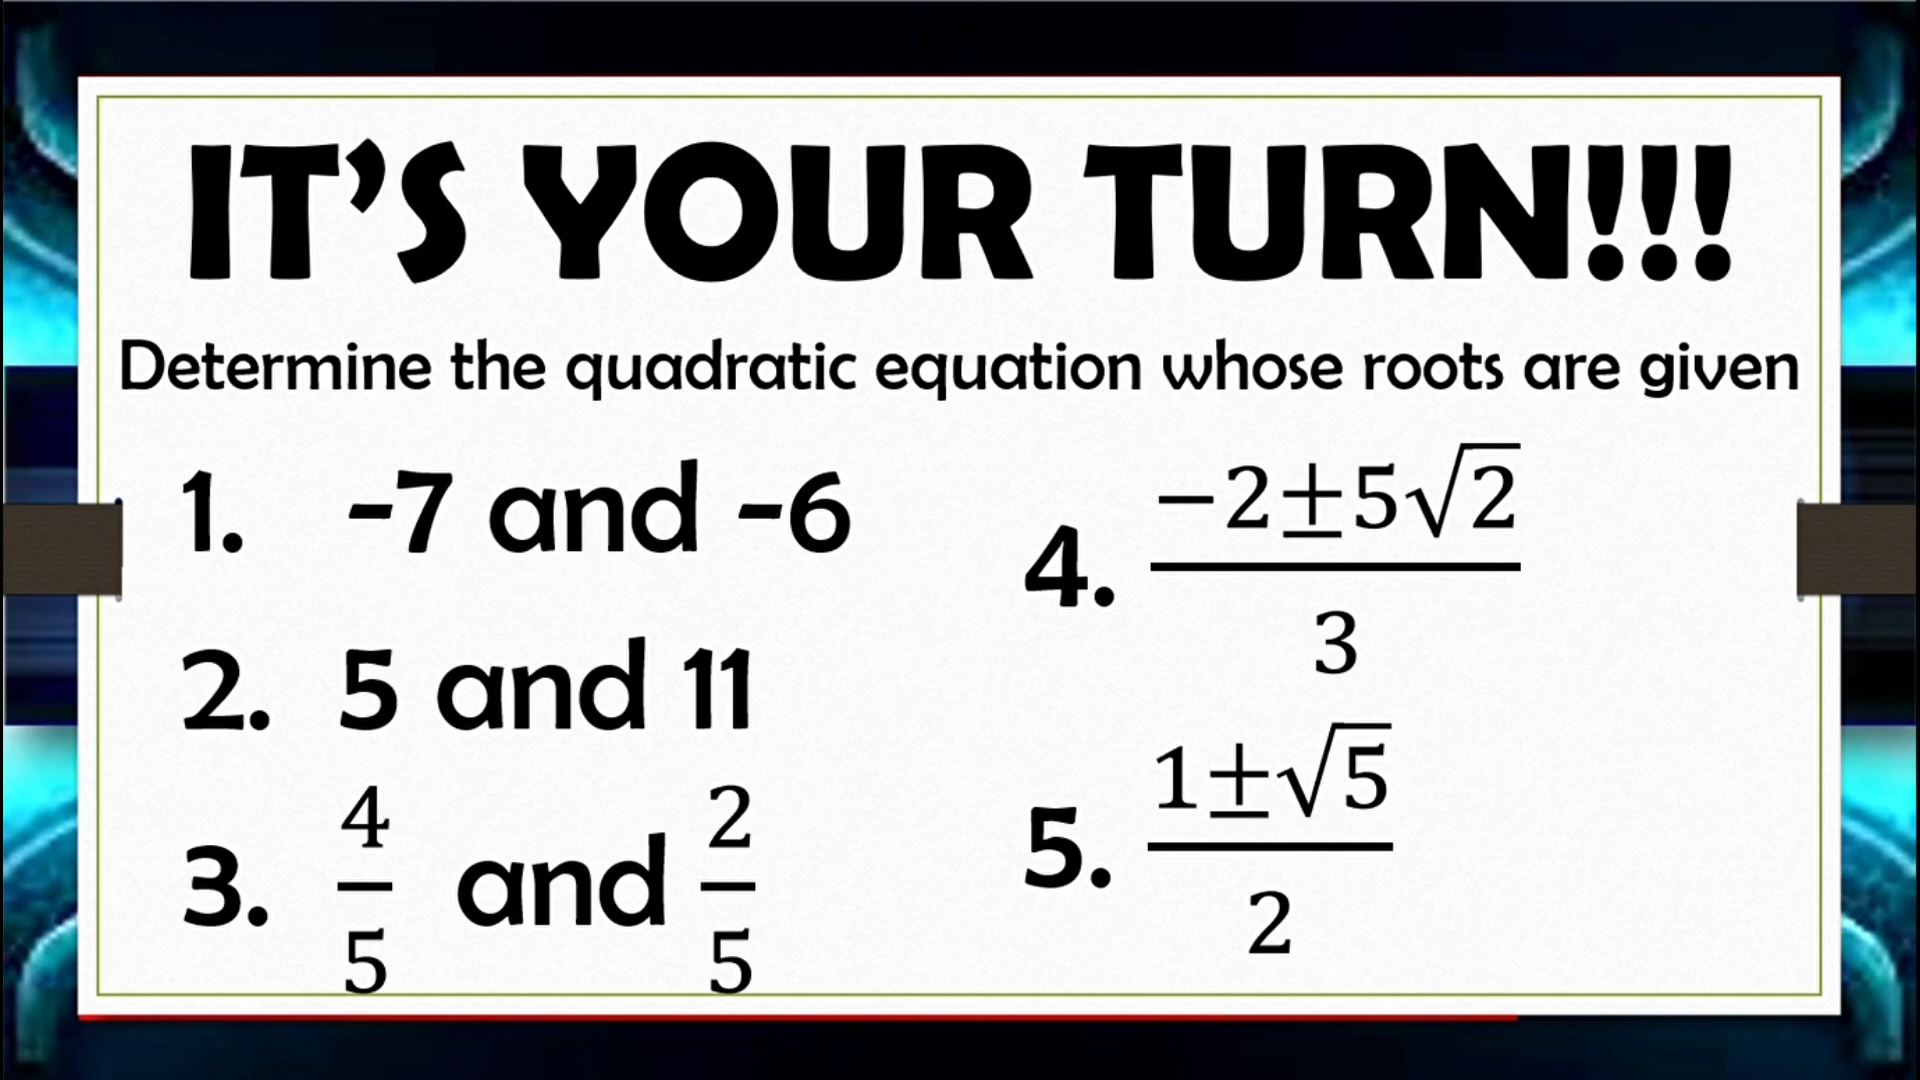 IT'S YOUR TURN!!!
Determine the quadratic equation whose roots are given
1. -7 and -6
2. 5 and 11
3. 4/5 and 2/5
4. −2±5√2/3
5. 1±√5/2